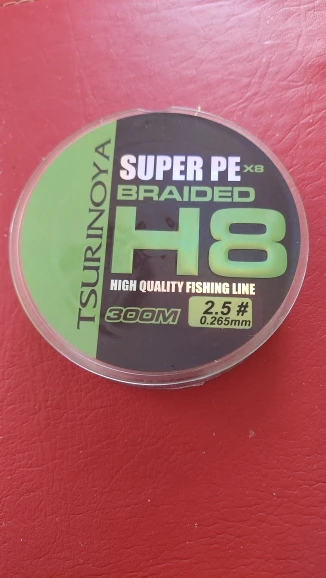 TSURINOYA
SUPER PE X8
BRAIDED
H8
HIGH QUALITY FISHING LINE
300M
2.5 #
0.265mm